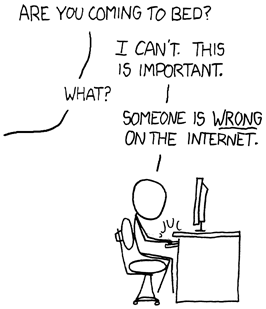 ARE YOU COMING TO BED?
I CAN'T. THIS
IS IMPORTANT.
WHAT?
SOMEONE IS WRONG
ON THE INTERNET.